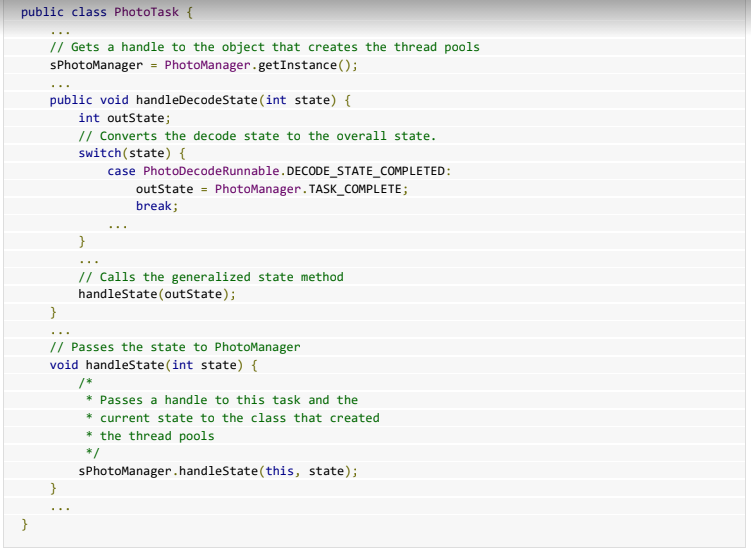 public class PhotoTask {
    ...
    // Gets a handle to the object that creates the thread pools
    sPhotoManager = PhotoManager.getInstance();
    ...
    public void handleDecodeState(int state) {
        int outState;
        // Converts the decode state to the overall state.
        switch(state) {
            case PhotoDecodeRunnable.DECODE_STATE_COMPLETED:
                outState = PhotoManager.TASK_COMPLETE;
                break;
            ...
        }
        ...
        // Calls the generalized state method
        handleState(outState);
    }
    ...
    // Passes the state to PhotoManager
    void handleState(int state) {
        /*
         * Passes a handle to this task and the
         * current state to the class that created
         * the thread pools
         */
        sPhotoManager.handleState(this, state);
    }
    ...
}